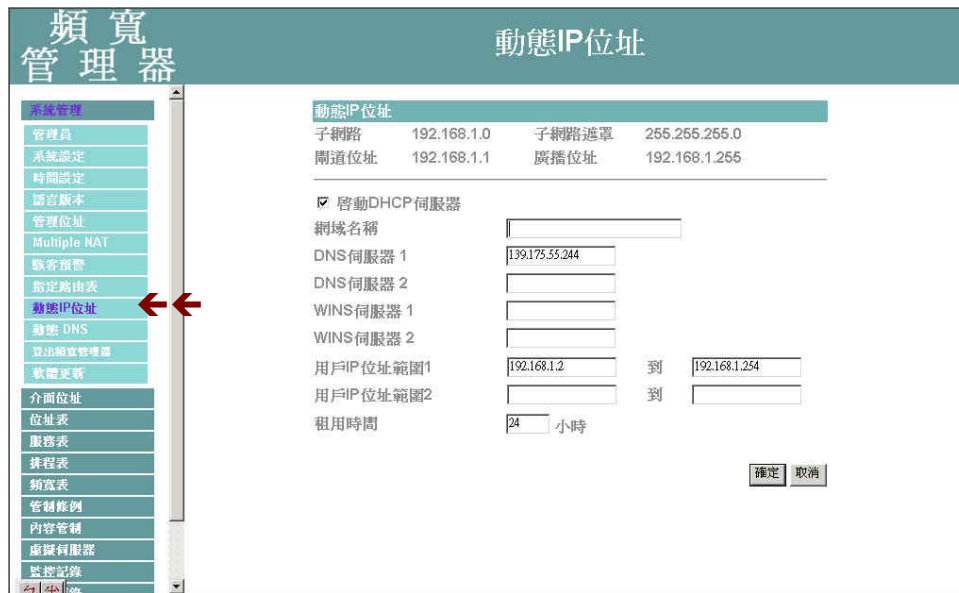 頻 寬
管 理 器
動態IP位址
系統管理
管理員
系統設定
時間設定
語言版本
管理位址
Multiple NAT
駭客預警
指定路由表
動態IP位址
動態 DNS
登出頻寬管理器
軟體更新
介面位址
位址表
服務表
排程表
頻寬表
管制條例
內容管制
虛擬伺服器
監控記錄
動態IP位址
子網路 192.168.1.0 子網路遮罩 255.255.255.0
閘道位址 192.168.1.1 廣播位址 192.168.1.255
啓動DHCP伺服器
網域名稱
DNS伺服器 1 139.175.55.244
DNS伺服器 2
WINS伺服器 1
WINS伺服器 2
用戶IP位址範圍1 192.168.1.2 到 192.168.1.254
用戶IP位址範圍2 到
租用時間 24 小時
確定 取消